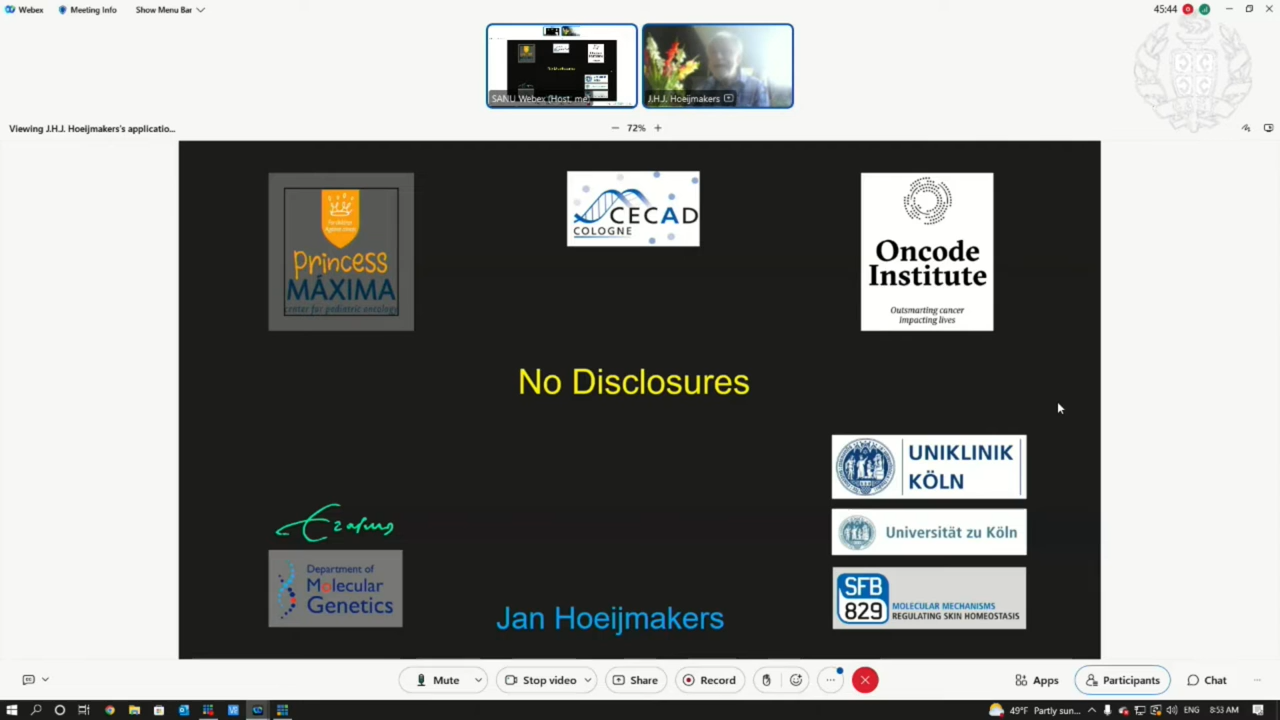 Webex
Meeting Info
Show Menu Bar
45:44
SANU Webex (Host, me)
J.H.J. Hoeijmakers
Viewing J.H.J. Hoeijmakers's applicatio...
72%
Princess
MÁXIMA
center for pediatric oncology
CECAD
COLOGNE
Oncode
Institute
Outsmarting cancer
impacting lives
No Disclosures
UNIKLINIK
KÖLN
Erasmus
Universität zu Köln
Department of
Molecular
Genetics
SFB
829
MOLECULAR MECHANISMS
REGULATING SKIN HOMEOSTASIS
Jan Hoeijmakers
Mute
Stop video
Share
Record
Apps
Participants
Chat
49°F Partly sun...
8:53 AM